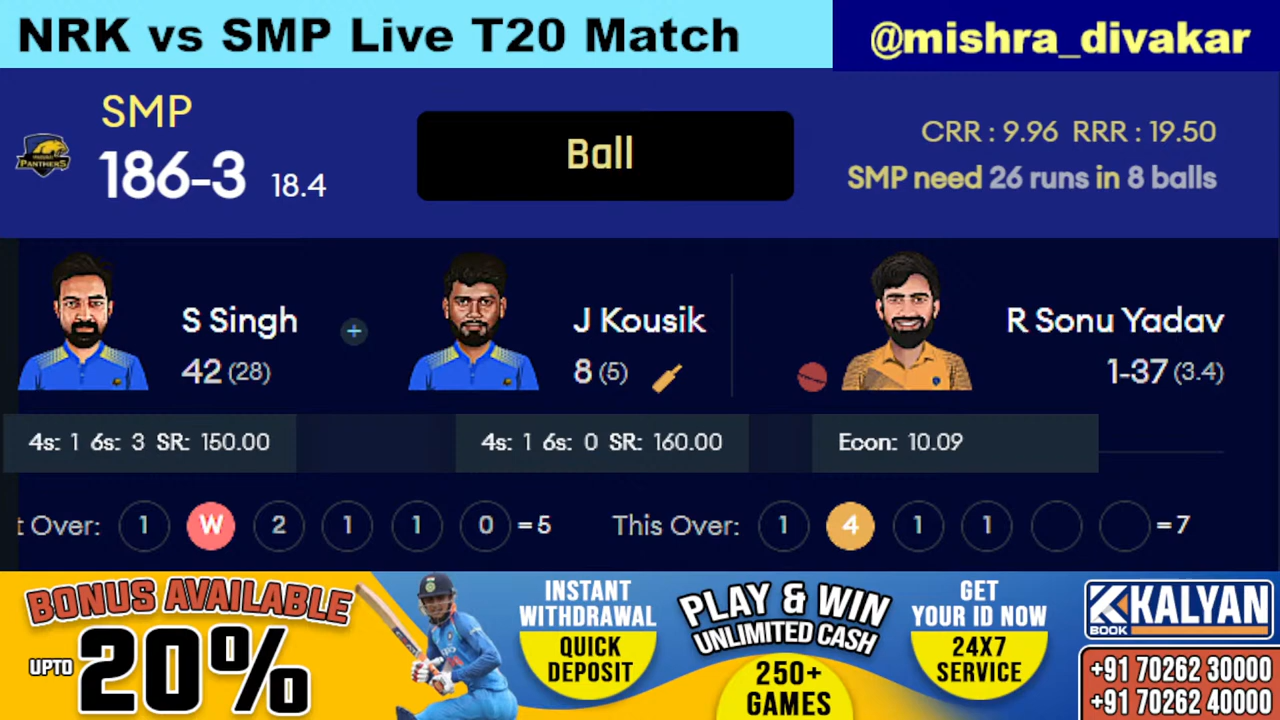 NRK vs SMP Live T20 Match
@mishra_divakar
SMP
186-3 18.4
PANTHERS
Ball
CRR : 9.96 RRR : 19.50
SMP need 26 runs in 8 balls
S Singh
42 (28)
+
J Kousik
8 (5)
R Sonu Yadav
1-37 (3.4)
4s: 1 6s: 3 SR: 150.00
4s: 1 6s: 0 SR: 160.00
Econ: 10.09
t Over: 1 W 2 1 1 0 = 5
This Over: 1 4 1 1 = 7
BONUS AVAILABLE
UPTO 20%
INSTANT
WITHDRAWAL
QUICK
DEPOSIT
PLAY & WIN
UNLIMITED CASH
250+
GAMES
GET
YOUR ID NOW
24X7
SERVICE
KALYAN
BOOK
+91 70262 30000
+91 70262 40000